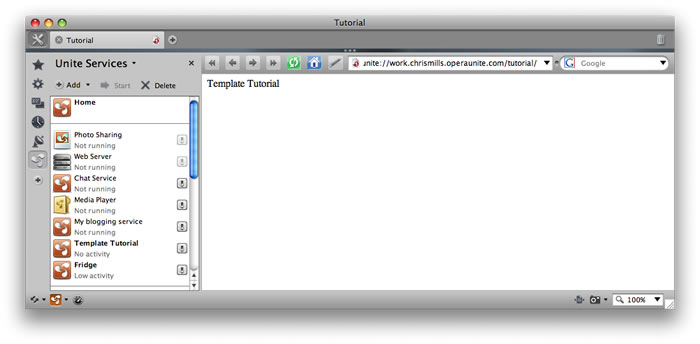 Tutorial
Tutorial
Unite Services
unite://work.chrismills.operaunite.com/tutorial/
Google
Add
Start
Delete
Template Tutorial
Home
Photo Sharing
Not running
Web Server
Not running
Chat Service
Not running
Media Player
Not running
My blogging service
Not running
Template Tutorial
No activity
Fridge
Low activity
100%